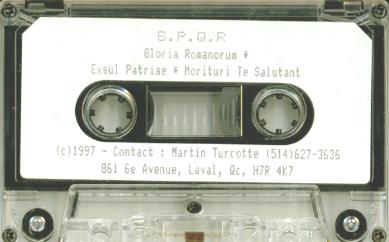 S.P.Q.R
Gloria Romanorum *
Exsul Patriae * Morituri Te Salutant
(c)1997 - Contact : Martin Turcotte (514)627-3636
861 6e Avenue, Laval, Qc, H7R 4K7